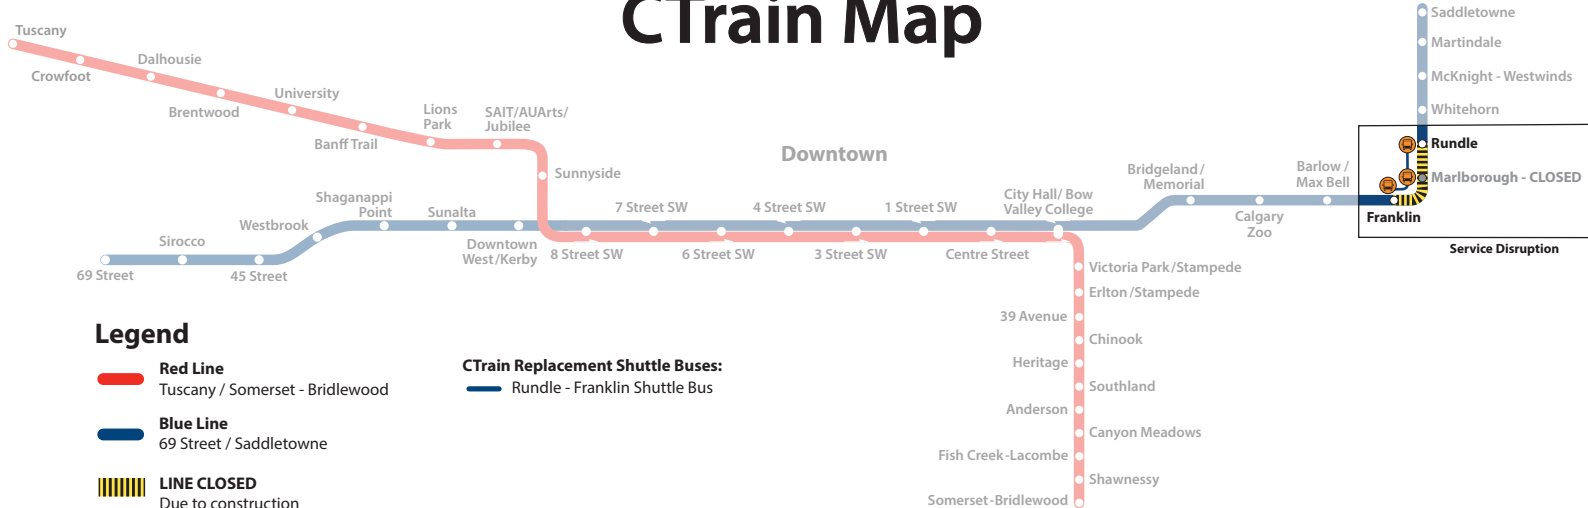 CTrain Map
Tuscany
Crowfoot
Dalhousie
Brentwood
University
Banff Trail
Lions
Park
SAIT/AUArts/
Jubilee
Sunnyside
Downtown
69 Street
Sirocco
45 Street
Westbrook
Shaganappi
Point
Sunalta
Downtown
West/Kerby
8 Street SW
7 Street SW
6 Street SW
4 Street SW
3 Street SW
1 Street SW
Centre Street
City Hall/ Bow
Valley College
Bridgeland /
Memorial
Calgary
Zoo
Barlow /
Max Bell
Franklin
Marlborough - CLOSED
Rundle
Whitehorn
McKnight - Westwinds
Martindale
Saddletowne
Service Disruption
Victoria Park/Stampede
Erlton/Stampede
39 Avenue
Chinook
Heritage
Southland
Anderson
Canyon Meadows
Fish Creek-Lacombe
Shawnessy
Somerset-Bridlewood
Legend
Red Line
Tuscany / Somerset - Bridlewood
Blue Line
69 Street / Saddletowne
LINE CLOSED
Due to construction
CTrain Replacement Shuttle Buses:
Rundle - Franklin Shuttle Bus